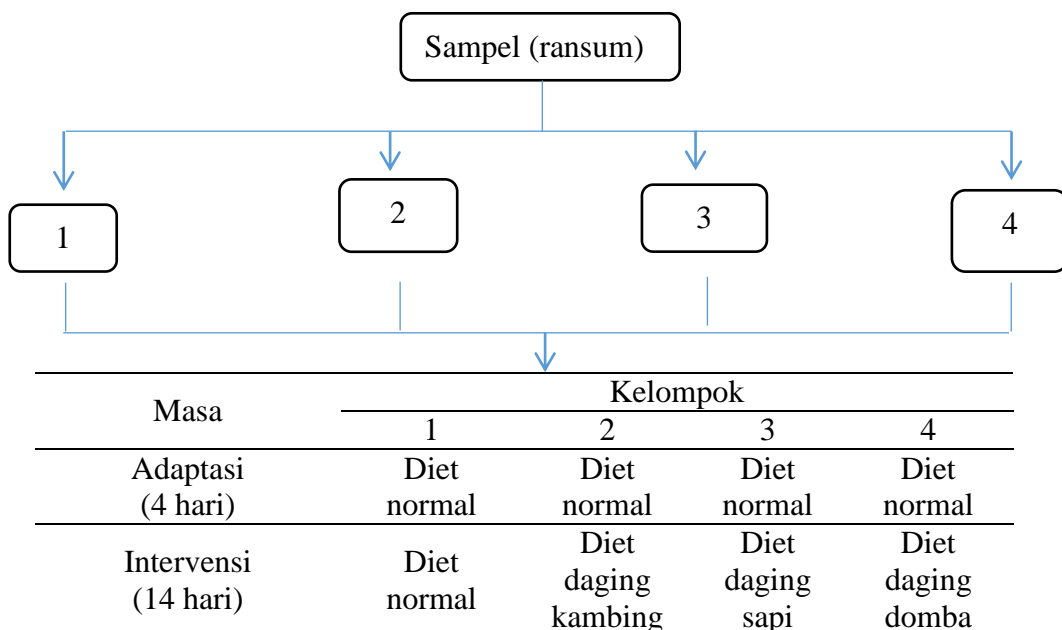 Sampel (ransum)
1
2
3
4
Masa
Kelompok
1 2 3 4
Adaptasi
(4 hari)
Diet
normal
Diet
normal
Diet
normal
Diet
normal
Intervensi
(14 hari)
Diet
normal
Diet
daging
kambing
Diet
daging
sapi
Diet
daging
domba